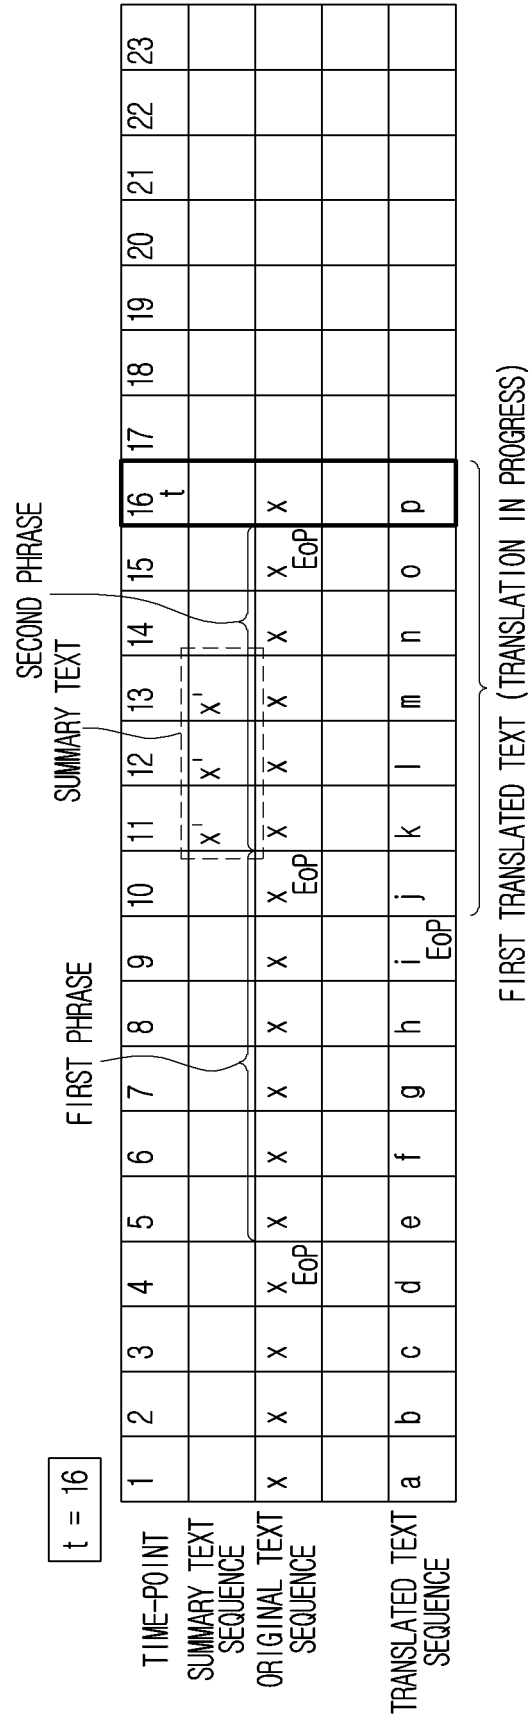 t = 16
SECOND PHRASE
SUMMARY TEXT
FIRST PHRASE
TIME-POINT 1 2 3 4 5 6 7 8 9 10 11 12 13 14 15 16 17 18 19 20 21 22 23
t
SUMMARY TEXT SEQUENCE x' x' x'
ORIGINAL TEXT SEQUENCE x x x x x x x x x x x x x x x x
EoP EoP EoP
TRANSLATED TEXT SEQUENCE a b c d e f g h i j k l m n o p
EoP
FIRST TRANSLATED TEXT (TRANSLATION IN PROGRESS)